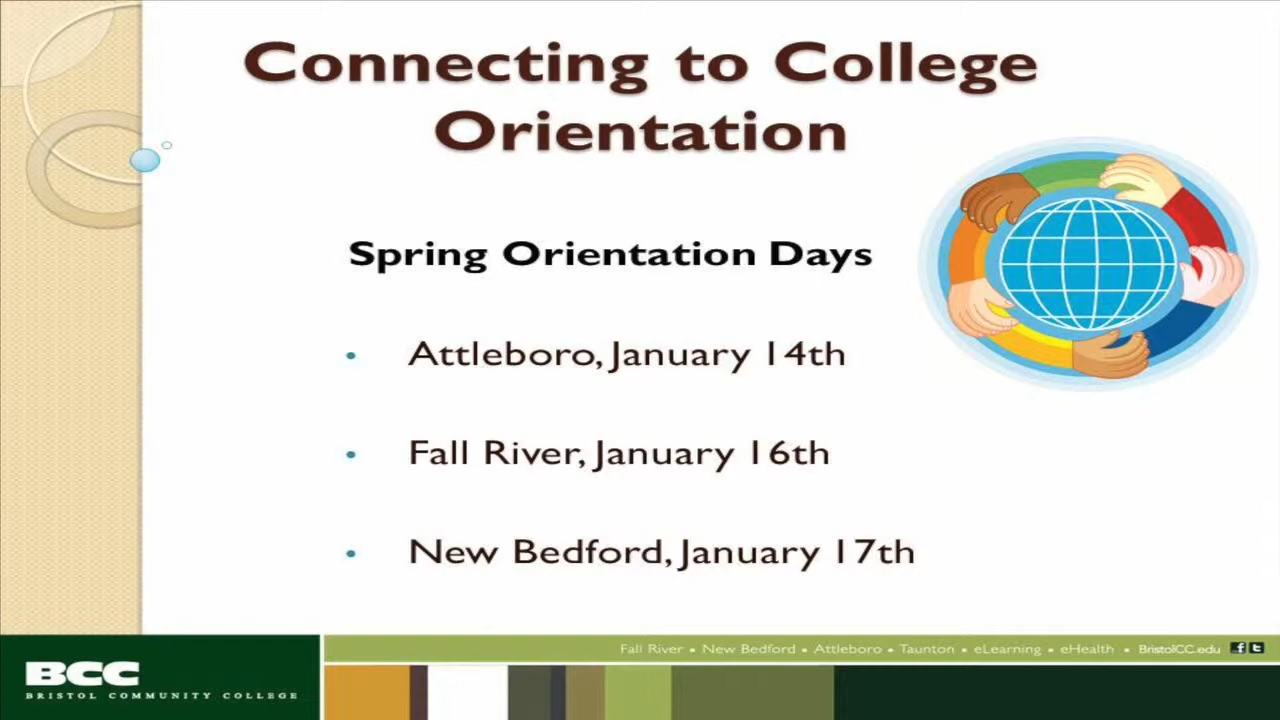 Connecting to College
Orientation
Spring Orientation Days
• Attleboro, January 14th
• Fall River, January 16th
• New Bedford, January 17th
Fall River • New Bedford • Attleboro • Taunton • eLearning • eHealth • BristolCC.edu
BCC
BRISTOL COMMUNITY COLLEGE